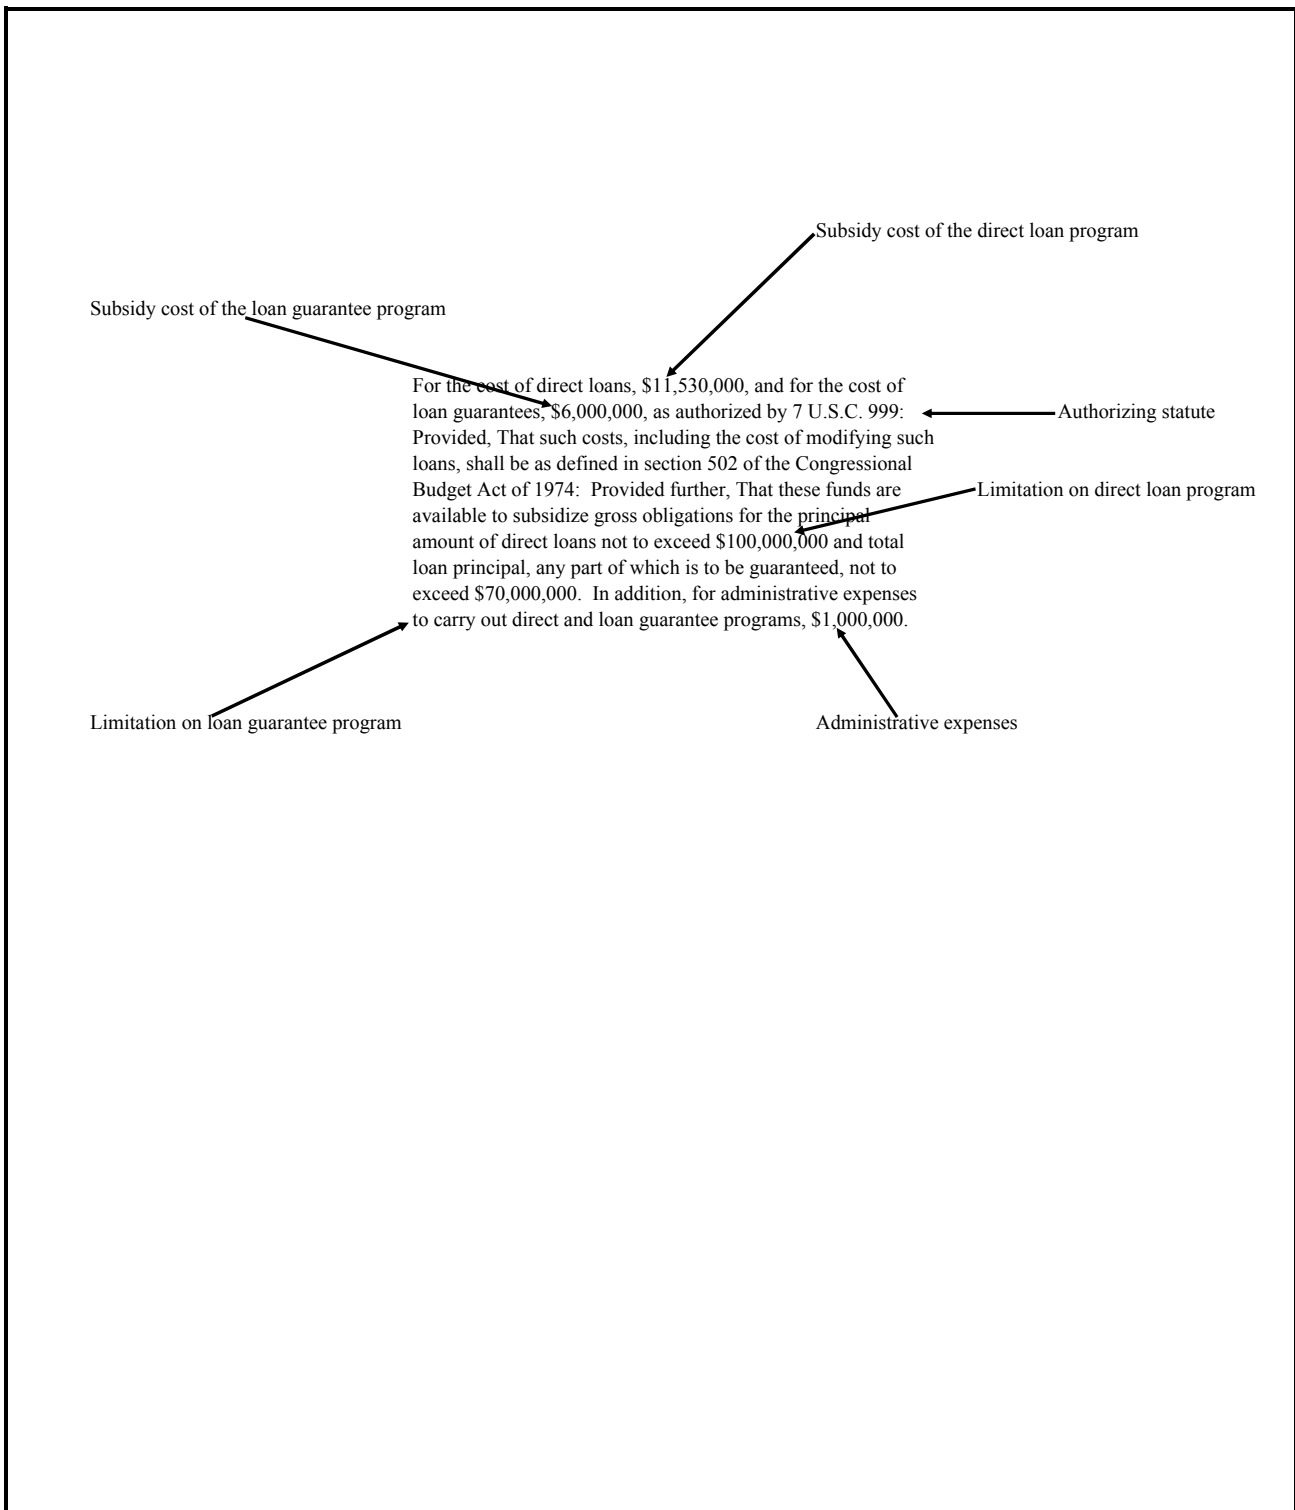 Subsidy cost of the direct loan program
Subsidy cost of the loan guarantee program
For the cost of direct loans, $11,530,000, and for the cost of
loan guarantees, $6,000,000, as authorized by 7 U.S.C. 999:
Authorizing statute
Provided, That such costs, including the cost of modifying such
loans, shall be as defined in section 502 of the Congressional
Budget Act of 1974:  Provided further, That these funds are
Limitation on direct loan program
available to subsidize gross obligations for the principal
amount of direct loans not to exceed $100,000,000 and total
loan principal, any part of which is to be guaranteed, not to
exceed $70,000,000.  In addition, for administrative expenses
to carry out direct and loan guarantee programs, $1,000,000.
Limitation on loan guarantee program
Administrative expenses